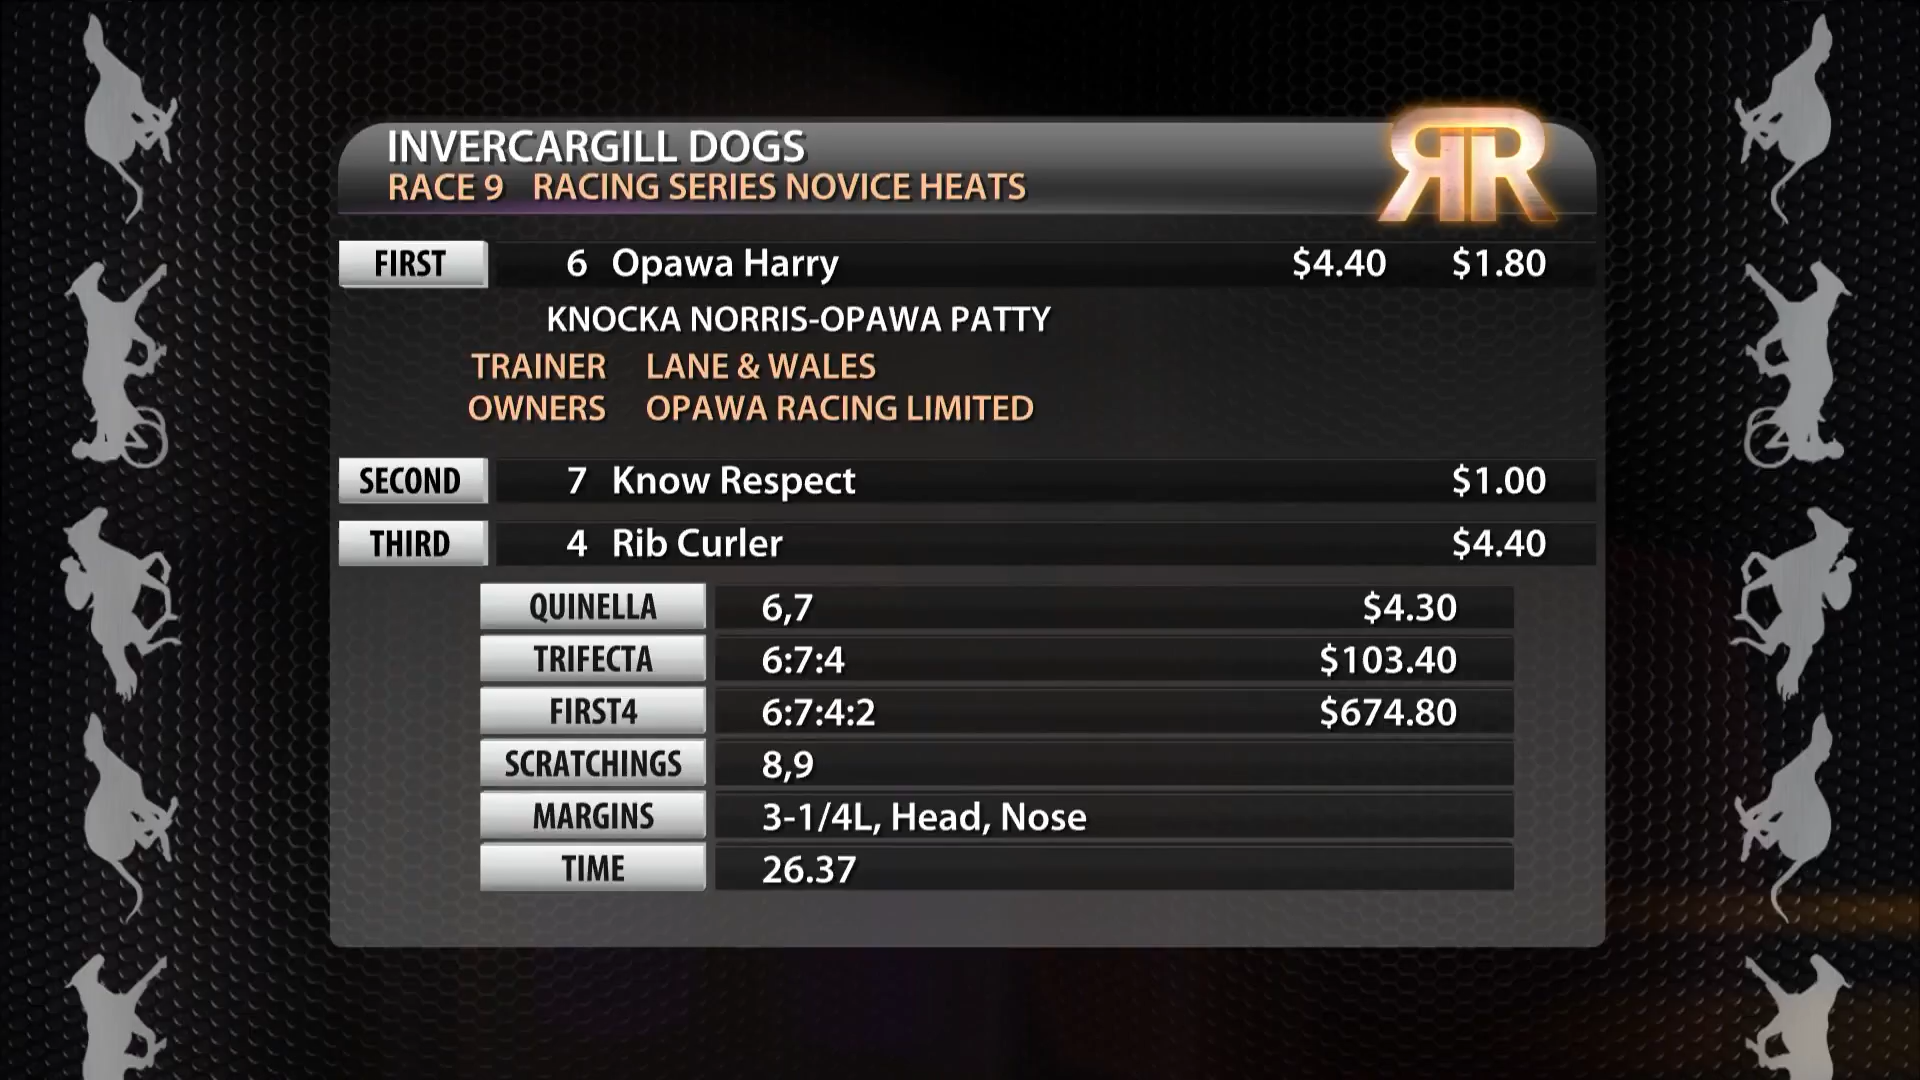 INVERCARGILL DOGS
RACE 9 RACING SERIES NOVICE HEATS
RR
FIRST 6 Opawa Harry $4.40 $1.80
KNOCKA NORRIS-OPAWA PATTY
TRAINER LANE & WALES
OWNERS OPAWA RACING LIMITED
SECOND 7 Know Respect $1.00
THIRD 4 Rib Curler $4.40
QUINELLA 6,7 $4.30
TRIFECTA 6:7:4 $103.40
FIRST4 6:7:4:2 $674.80
SCRATCHINGS 8,9
MARGINS 3-1/4L, Head, Nose
TIME 26.37